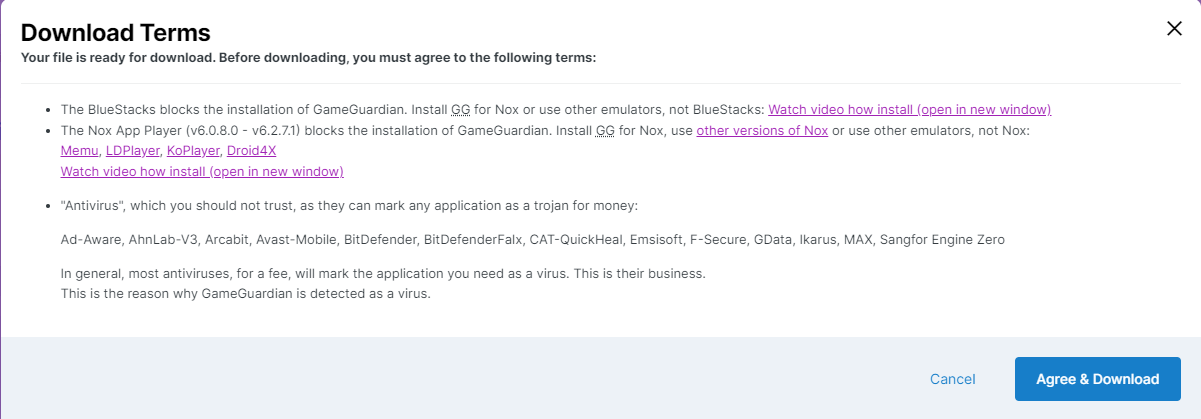 Download Terms
Your file is ready for download. Before downloading, you must agree to the following terms:
• The BlueStacks blocks the installation of GameGuardian. Install GG for Nox or use other emulators, not BlueStacks: Watch video how install (open in new window)
• The Nox App Player (v6.0.8.0 - v6.2.7.1) blocks the installation of GameGuardian. Install GG for Nox, use other versions of Nox or use other emulators, not Nox:
Memu, LDPlayer, KoPlayer, Droid4X
Watch video how install (open in new window)
• "Antivirus", which you should not trust, as they can mark any application as a trojan for money:
Ad-Aware, AhnLab-V3, Arcabit, Avast-Mobile, BitDefender, BitDefenderFalx, CAT-QuickHeal, Emsisoft, F-Secure, GData, Ikarus, MAX, Sangfor Engine Zero
In general, most antiviruses, for a fee, will mark the application you need as a virus. This is their business.
This is the reason why GameGuardian is detected as a virus.
Cancel
Agree & Download